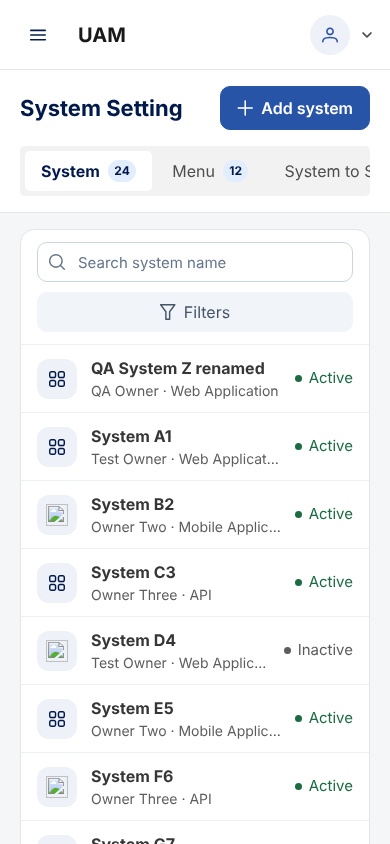 UAM
System Setting
Add system
System 24 Menu 12 System to S
Search system name
Filters
QA System Z renamed
QA Owner · Web Application
Active
System A1
Test Owner · Web Applicat...
Active
System B2
Owner Two · Mobile Applic...
Active
System C3
Owner Three · API
Active
System D4
Test Owner · Web Applic...
Inactive
System E5
Owner Two · Mobile Applic...
Active
System F6
Owner Three · API
Active
System G7